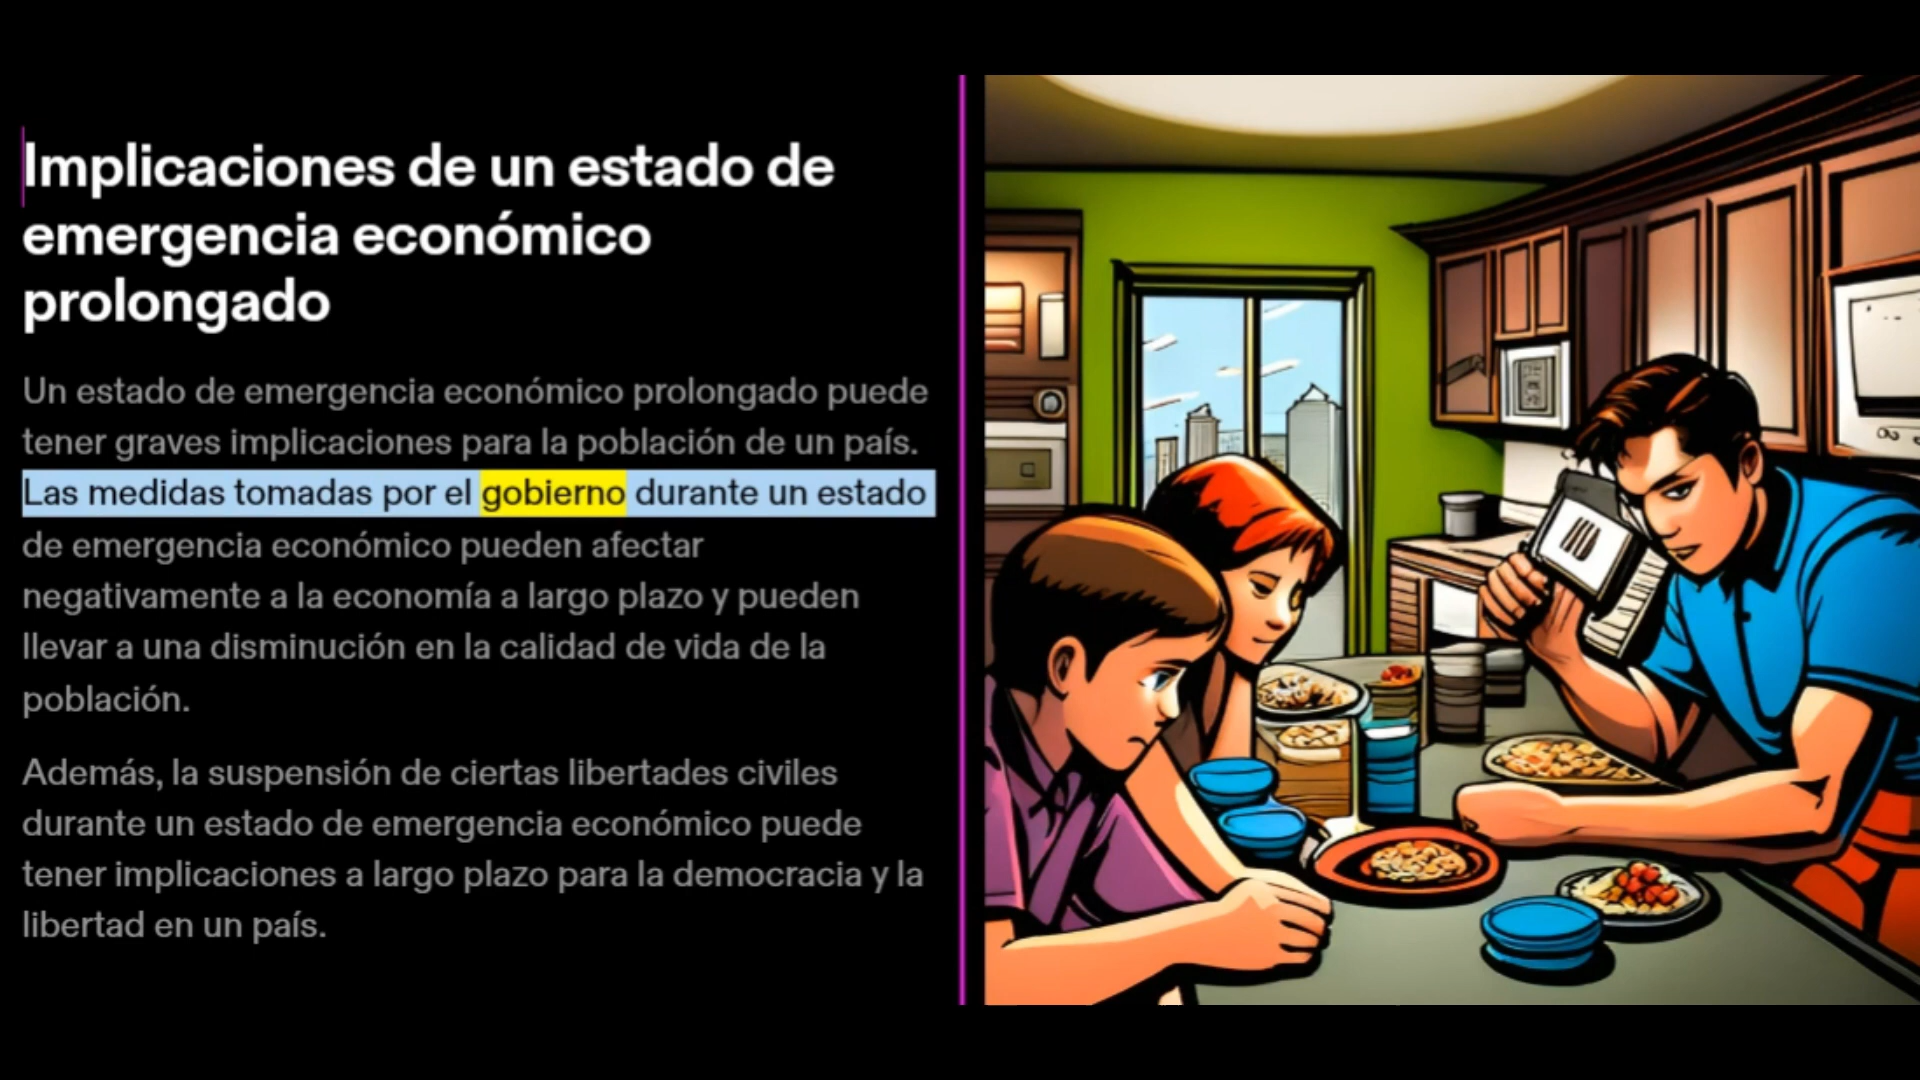 Implicaciones de un estado de
emergencia económico
prolongado
Un estado de emergencia económico prolongado puede
tener graves implicaciones para la población de un país.
Las medidas tomadas por el gobierno durante un estado
de emergencia económico pueden afectar
negativamente a la economía a largo plazo y pueden
llevar a una disminución en la calidad de vida de la
población.
Además, la suspensión de ciertas libertades civiles
durante un estado de emergencia económico puede
tener implicaciones a largo plazo para la democracia y la
libertad en un país.